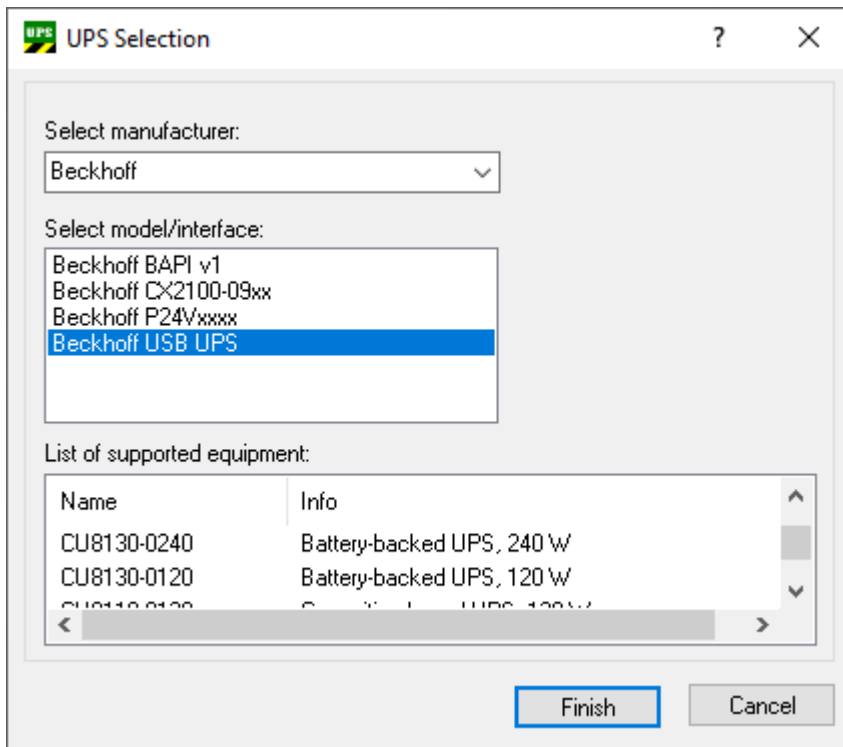 UPS UPS Selection ?
Select manufacturer:
Beckhoff
Select model/interface:
Beckhoff BAPI v1
Beckhoff CX2100-09xx
Beckhoff P24Vxxxx
Beckhoff USB UPS
List of supported equipment:
Name Info
CU8130-0240 Battery-backed UPS, 240 W
CU8130-0120 Battery-backed UPS, 120 W
Finish Cancel